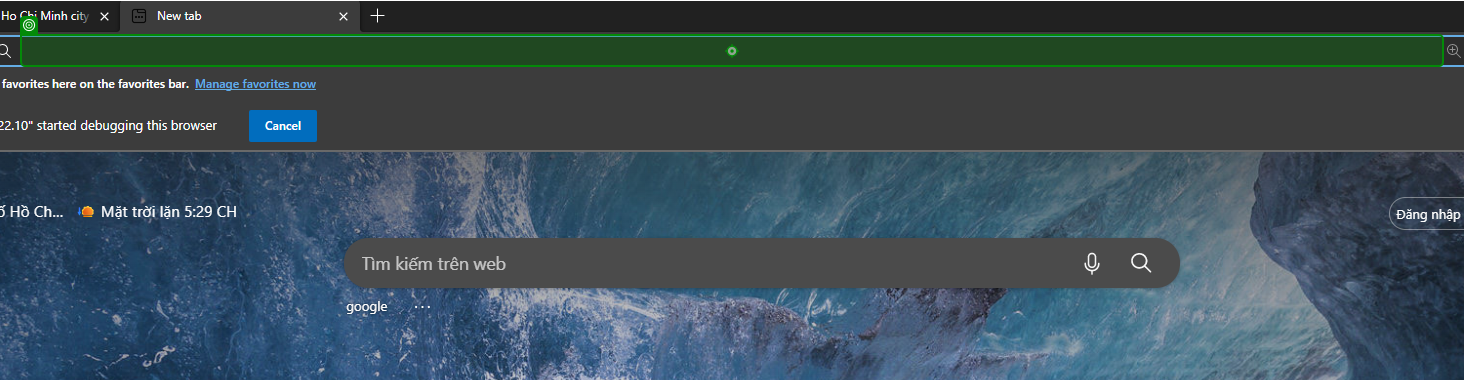 Ho Chi Minh city
New tab
favorites here on the favorites bar. Manage favorites now
22.10" started debugging this browser
Cancel
ố Hồ Ch...
Mặt trời lặn 5:29 CH
Đăng nhập
Tìm kiếm trên web
google
...